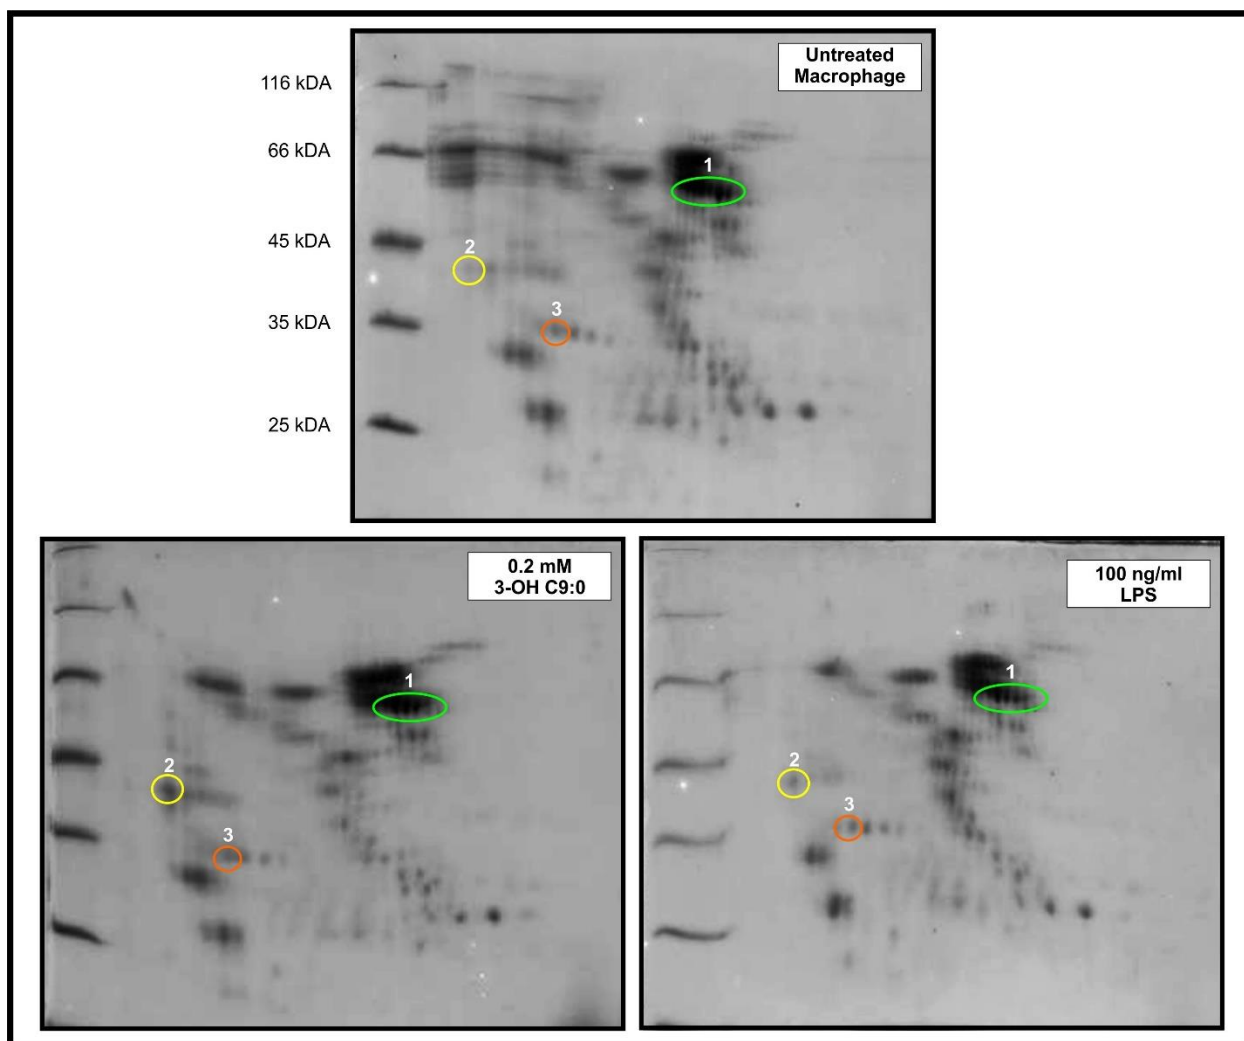 Untreated
Macrophage
116 kDA
66 kDA
45 kDA
35 kDA
25 kDA
1
2
3
0.2 mM
3-OH C9:0
1
2
3
100 ng/ml
LPS
1
2
3